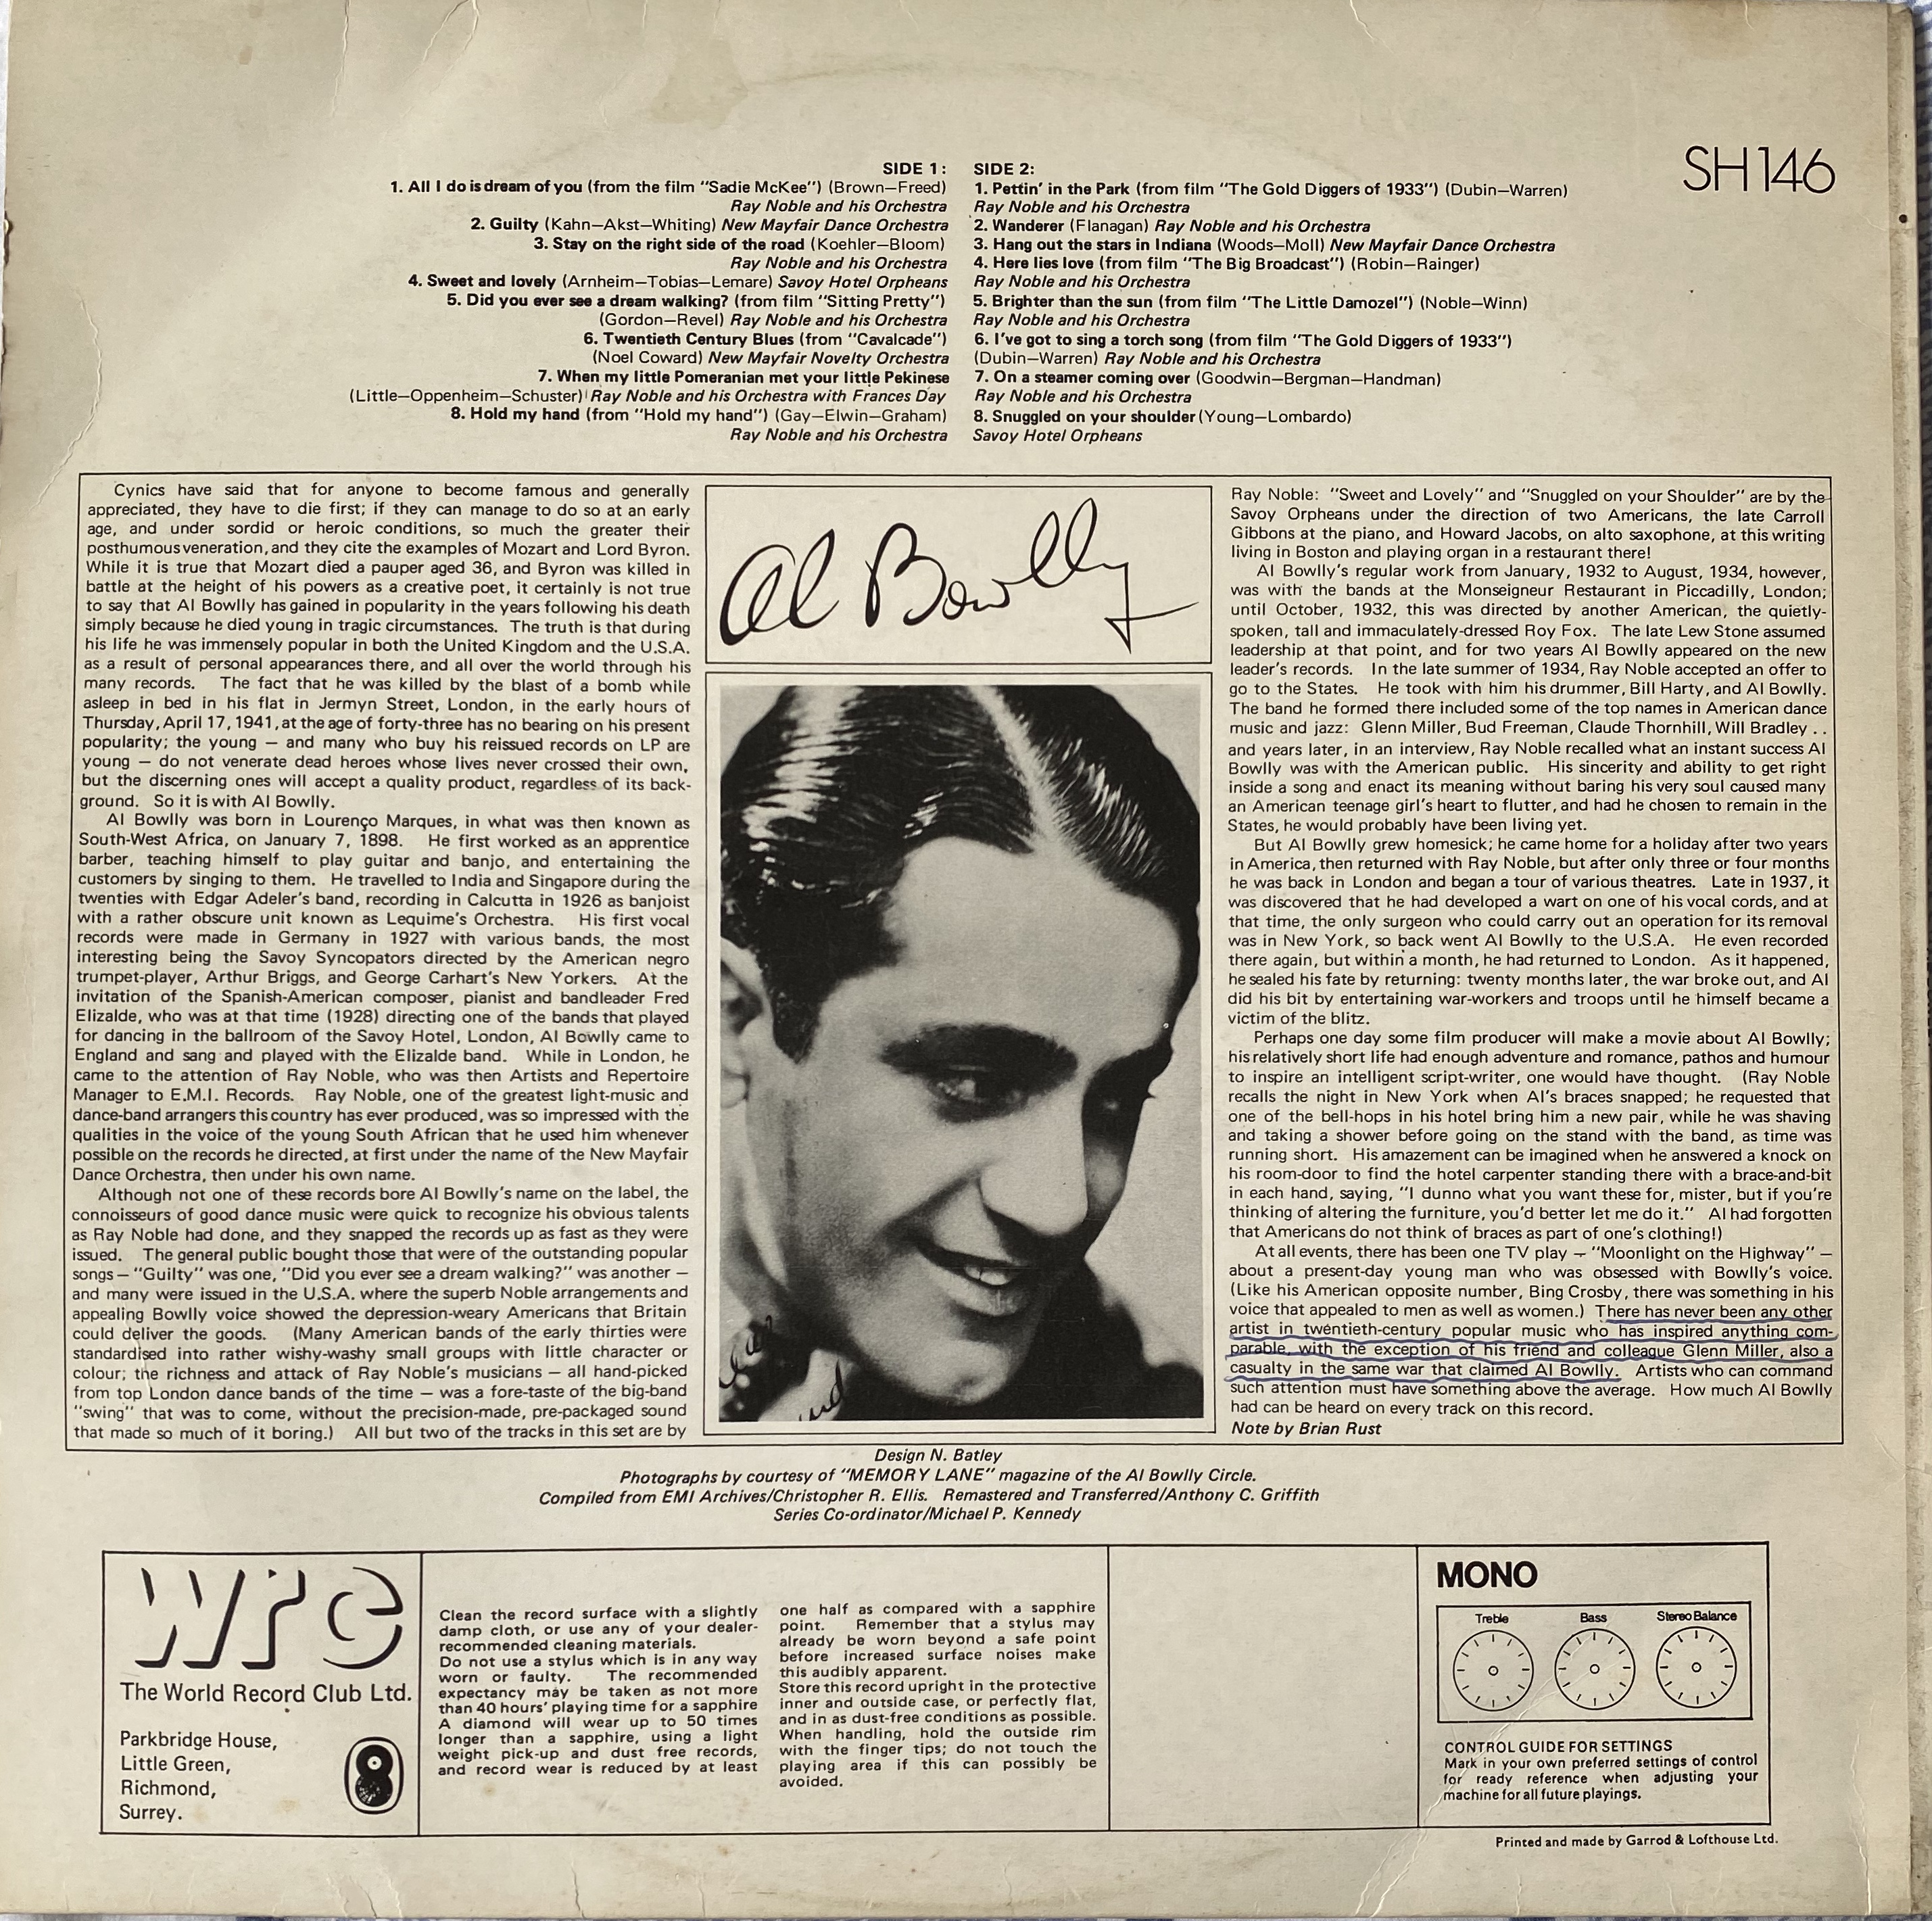 SH 146
SIDE 1:
1. All I do is dream of you (from the film "Sadie McKee") (Brown—Freed)
Ray Noble and his Orchestra
2. Guilty (Kahn—Akst—Whiting) New Mayfair Dance Orchestra
3. Stay on the right side of the road (Koehler—Bloom)
Ray Noble and his Orchestra
4. Sweet and lovely (Arnheim—Tobias—Lemare) Savoy Hotel Orpheans
5. Did you ever see a dream walking? (from film "Sitting Pretty")
(Gordon—Revel) Ray Noble and his Orchestra
6. Twentieth Century Blues (from "Cavalcade")
(Noel Coward) New Mayfair Novelty Orchestra
7. When my little Pomeranian met your little Pekinese
(Little—Oppenheim—Schuster) Ray Noble and his Orchestra with Frances Day
8. Hold my hand (from "Hold my hand") (Gay—Elwin—Graham)
Ray Noble and his Orchestra
SIDE 2:
1. Pettin' in the Park (from film "The Gold Diggers of 1933") (Dubin—Warren)
Ray Noble and his Orchestra
2. Wanderer (Flanagan) Ray Noble and his Orchestra
3. Hang out the stars in Indiana (Woods—Moll) New Mayfair Dance Orchestra
4. Here lies love (from film "The Big Broadcast") (Robin—Rainger)
Ray Noble and his Orchestra
5. Brighter than the sun (from film "The Little Damozel") (Noble—Winn)
Ray Noble and his Orchestra
6. I've got to sing a torch song (from film "The Gold Diggers of 1933")
(Dubin—Warren) Ray Noble and his Orchestra
7. On a steamer coming over (Goodwin—Bergman—Handman)
Ray Noble and his Orchestra
8. Snuggled on your shoulder (Young—Lombardo)
Savoy Hotel Orpheans
Cynics have said that for anyone to become famous and generally
appreciated, they have to die first; if they can manage to do so at an early
age, and under sordid or heroic conditions, so much the greater their
posthumous veneration, and they cite the examples of Mozart and Lord Byron.
While it is true that Mozart died a pauper aged 36, and Byron was killed in
battle at the height of his powers as a creative poet, it certainly is not true
to say that Al Bowlly has gained in popularity in the years following his death
simply because he died young in tragic circumstances. The truth is that during
his life he was immensely popular in both the United Kingdom and the U.S.A.
as a result of personal appearances there, and all over the world through his
many records. The fact that he was killed by the blast of a bomb while
asleep in bed in his flat in Jermyn Street, London, in the early hours of
Thursday, April 17, 1941, at the age of forty-three has no bearing on his present
popularity; the young — and many who buy his reissued records on LP are
young — do not venerate dead heroes whose lives never crossed their own,
but the discerning ones will accept a quality product, regardless of its back-
ground. So it is with Al Bowlly.
Al Bowlly was born in Lourenço Marques, in what was then known as
South-West Africa, on January 7, 1898. He first worked as an apprentice
barber, teaching himself to play guitar and banjo, and entertaining the
customers by singing to them. He travelled to India and Singapore during the
twenties with Edgar Adeler's band, recording in Calcutta in 1926 as banjoist
with a rather obscure unit known as Lequime's Orchestra. His first vocal
records were made in Germany in 1927 with various bands, the most
interesting being the Savoy Syncopators directed by the American negro
trumpet-player, Arthur Briggs, and George Carhart's New Yorkers. At the
invitation of the Spanish-American composer, pianist and bandleader Fred
Elizalde, who was at that time (1928) directing one of the bands that played
for dancing in the ballroom of the Savoy Hotel, London, Al Bowlly came to
England and sang and played with the Elizalde band. While in London, he
came to the attention of Ray Noble, who was then Artists and Repertoire
Manager to E.M.I. Records. Ray Noble, one of the greatest light-music and
dance-band arrangers this country has ever produced, was so impressed with the
qualities in the voice of the young South African that he used him whenever
possible on the records he directed, at first under the name of the New Mayfair
Dance Orchestra, then under his own name.
Although not one of these records bore Al Bowlly's name on the label, the
connoisseurs of good dance music were quick to recognize his obvious talents
as Ray Noble had done, and they snapped the records up as fast as they were
issued. The general public bought those that were of the outstanding popular
songs — "Guilty" was one, "Did you ever see a dream walking?" was another —
and many were issued in the U.S.A. where the superb Noble arrangements and
appealing Bowlly voice showed the depression-weary Americans that Britain
could deliver the goods. (Many American bands of the early thirties were
standardised into rather wishy-washy small groups with little character or
colour; the richness and attack of Ray Noble's musicians — all hand-picked
from top London dance bands of the time — was a fore-taste of the big-band
"swing" that was to come, without the precision-made, pre-packaged sound
that made so much of it boring.) All but two of the tracks in this set are by
Al Bowlly
Ray Noble: "Sweet and Lovely" and "Snuggled on your Shoulder" are by the
Savoy Orpheans under the direction of two Americans, the late Carroll
Gibbons at the piano, and Howard Jacobs, on alto saxophone, at this writing
living in Boston and playing organ in a restaurant there!
Al Bowlly's regular work from January, 1932 to August, 1934, however,
was with the bands at the Monseigneur Restaurant in Piccadilly, London;
until October, 1932, this was directed by another American, the quietly-
spoken, tall and immaculately-dressed Roy Fox. The late Lew Stone assumed
leadership at that point, and for two years Al Bowlly appeared on the new
leader's records. In the late summer of 1934, Ray Noble accepted an offer to
go to the States. He took with him his drummer, Bill Harty, and Al Bowlly.
The band he formed there included some of the top names in American dance
music and jazz: Glenn Miller, Bud Freeman, Claude Thornhill, Will Bradley . .
and years later, in an interview, Ray Noble recalled what an instant success Al
Bowlly was with the American public. His sincerity and ability to get right
inside a song and enact its meaning without baring his very soul caused many
an American teenage girl's heart to flutter, and had he chosen to remain in the
States, he would probably have been living yet.
But Al Bowlly grew homesick; he came home for a holiday after two years
in America, then returned with Ray Noble, but after only three or four months
he was back in London and began a tour of various theatres. Late in 1937, it
was discovered that he had developed a wart on one of his vocal cords, and at
that time, the only surgeon who could carry out an operation for its removal
was in New York, so back went Al Bowlly to the U.S.A. He even recorded
there again, but within a month, he had returned to London. As it happened,
he sealed his fate by returning: twenty months later, the war broke out, and Al
did his bit by entertaining war-workers and troops until he himself became a
victim of the blitz.
Perhaps one day some film producer will make a movie about Al Bowlly;
his relatively short life had enough adventure and romance, pathos and humour
to inspire an intelligent script-writer, one would have thought. (Ray Noble
recalls the night in New York when Al's braces snapped; he requested that
one of the bell-hops in his hotel bring him a new pair, while he was shaving
and taking a shower before going on the stand with the band, as time was
running short. His amazement can be imagined when he answered a knock on
his room-door to find the hotel carpenter standing there with a brace-and-bit
in each hand, saying, "I dunno what you want these for, mister, but if you're
thinking of altering the furniture, you'd better let me do it." Al had forgotten
that Americans do not think of braces as part of one's clothing!)
At all events, there has been one TV play — "Moonlight on the Highway" —
about a present-day young man who was obsessed with Bowlly's voice.
(Like his American opposite number, Bing Crosby, there was something in his
voice that appealed to men as well as women.) There has never been any other
artist in twentieth-century popular music who has inspired anything com-
parable, with the exception of his friend and colleague Glenn Miller, also a
casualty in the same war that claimed Al Bowlly. Artists who can command
such attention must have something above the average. How much Al Bowlly
had can be heard on every track on this record.
Note by Brian Rust
Design N. Batley
Photographs by courtesy of "MEMORY LANE" magazine of the Al Bowlly Circle.
Compiled from EMI Archives/Christopher R. Ellis. Remastered and Transferred/Anthony C. Griffith
Series Co-ordinator/Michael P. Kennedy
wrc
The World Record Club Ltd.
Parkbridge House,
Little Green,
Richmond,
Surrey.
8
Clean the record surface with a slightly
damp cloth, or use any of your dealer-
recommended cleaning materials.
Do not use a stylus which is in any way
worn or faulty. The recommended
expectancy may be taken as not more
than 40 hours' playing time for a sapphire
A diamond will wear up to 50 times
longer than a sapphire, using a light
weight pick-up and dust free records,
and record wear is reduced by at least
one half as compared with a sapphire
point. Remember that a stylus may
already be worn beyond a safe point
before increased surface noises make
this audibly apparent.
Store this record upright in the protective
inner and outside case, or perfectly flat,
and in as dust-free conditions as possible.
When handling, hold the outside rim
with the finger tips; do not touch the
playing area if this can possibly be
avoided.
MONO
Treble Bass Stereo Balance
CONTROL GUIDE FOR SETTINGS
Mark in your own preferred settings of control
for ready reference when adjusting your
machine for all future playings.
Printed and made by Garrod & Lofthouse Ltd.